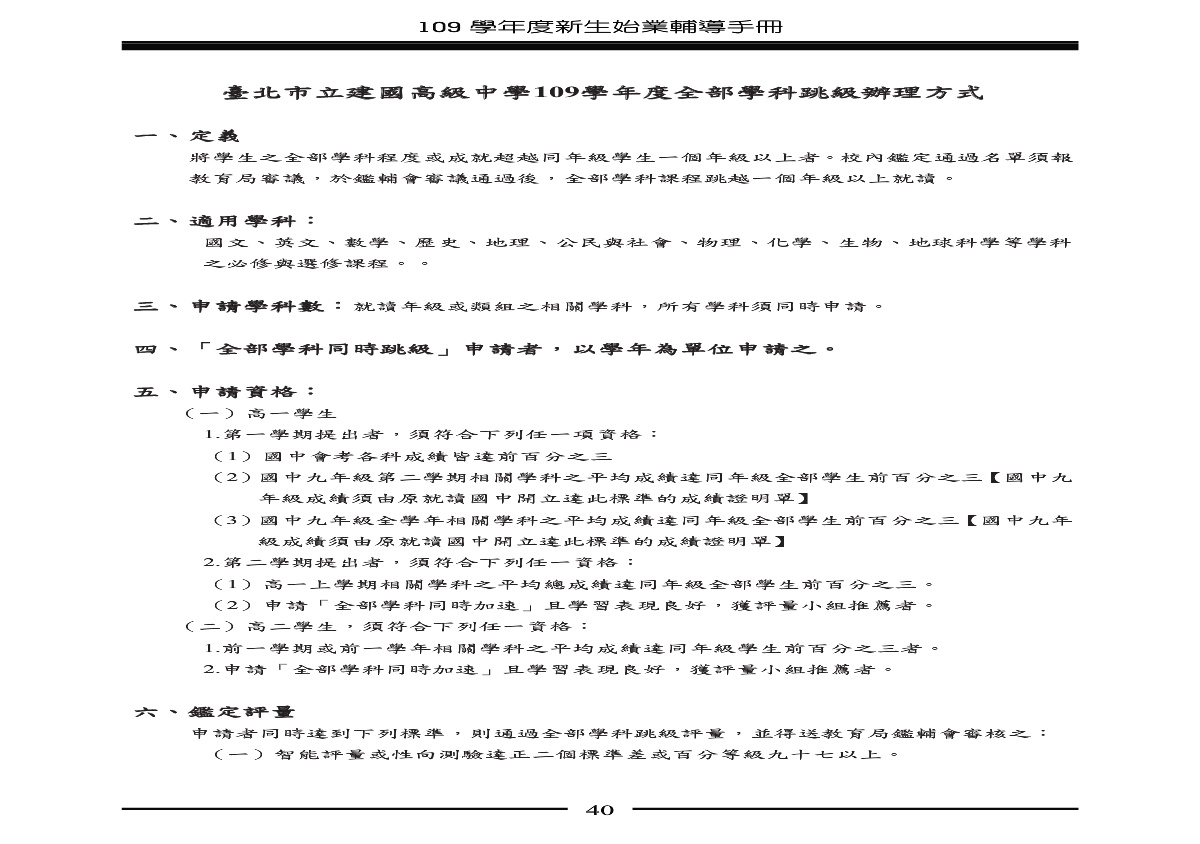 109 學年度新生始業輔導手冊
臺北市立建國高級中學109學年度全部學科跳級辦理方式
一、定義
將學生之全部學科程度或成就超越同年級學生一個年級以上者。校內鑑定通過名單須報
教育局審議，於鑑輔會審議通過後，全部學科課程跳越一個年級以上就讀。
二、適用學科：
國文、英文、數學、歷史、地理、公民與社會、物理、化學、生物、地球科學等學科
之必修與選修課程。。
三、申請學科數：就讀年級或類組之相關學科，所有學科須同時申請。
四、「全部學科同時跳級」申請者，以學年為單位申請之。
五、申請資格：
（一）高一學生
1.第一學期提出者，須符合下列任一項資格：
（1）國中會考各科成績皆達前百分之三
（2）國中九年級第二學期相關學科之平均成績達同年級全部學生前百分之三【國中九
年級成績須由原就讀國中開立達此標準的成績證明單】
（3）國中九年級全學年相關學科之平均成績達同年級全部學生前百分之三【國中九年
級成績須由原就讀國中開立達此標準的成績證明單】
2.第二學期提出者，須符合下列任一資格：
（1）高一上學期相關學科之平均總成績達同年級全部學生前百分之三。
（2）申請「全部學科同時加速」且學習表現良好，獲評量小組推薦者。
（二）高二學生，須符合下列任一資格：
1.前一學期或前一學年相關學科之平均成績達同年級學生前百分之三者。
2.申請「全部學科同時加速」且學習表現良好，獲評量小組推薦者。
六、鑑定評量
申請者同時達到下列標準，則通過全部學科跳級評量，並得送教育局鑑輔會審核之：
（一）智能評量或性向測驗達正二個標準差或百分等級九十七以上。
40